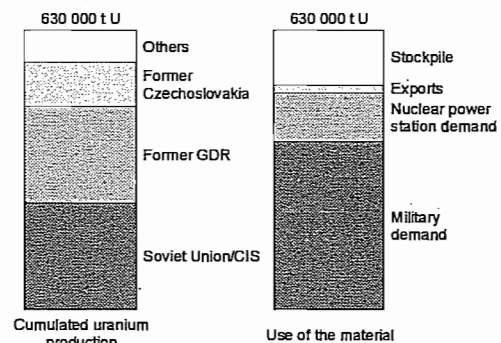 630 000 t U
Others
Former
Czechoslovakia
Former GDR
Soviet Union/CIS
Cumulated uranium
production
630 000 t U
Stockpile
Exports
Nuclear power
station demand
Military
demand
Use of the material